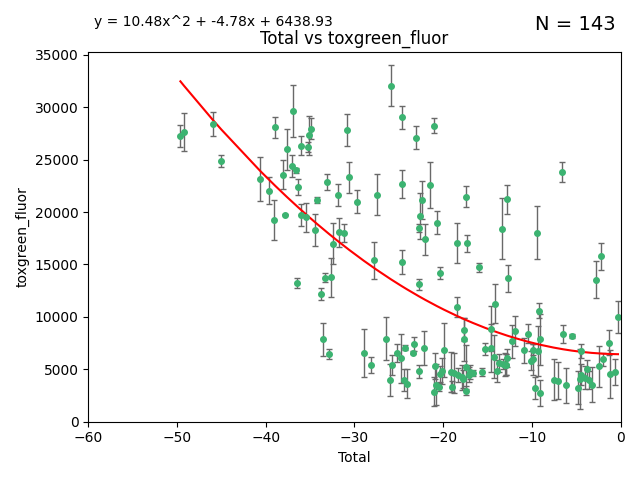 y = 10.48x^2 + -4.78x + 6438.93
N = 143
Total vs toxgreen_fluor
35000
30000
25000
20000
15000
10000
5000
0
toxgreen_fluor
−60 −50 −40 −30 −20 −10 0
Total